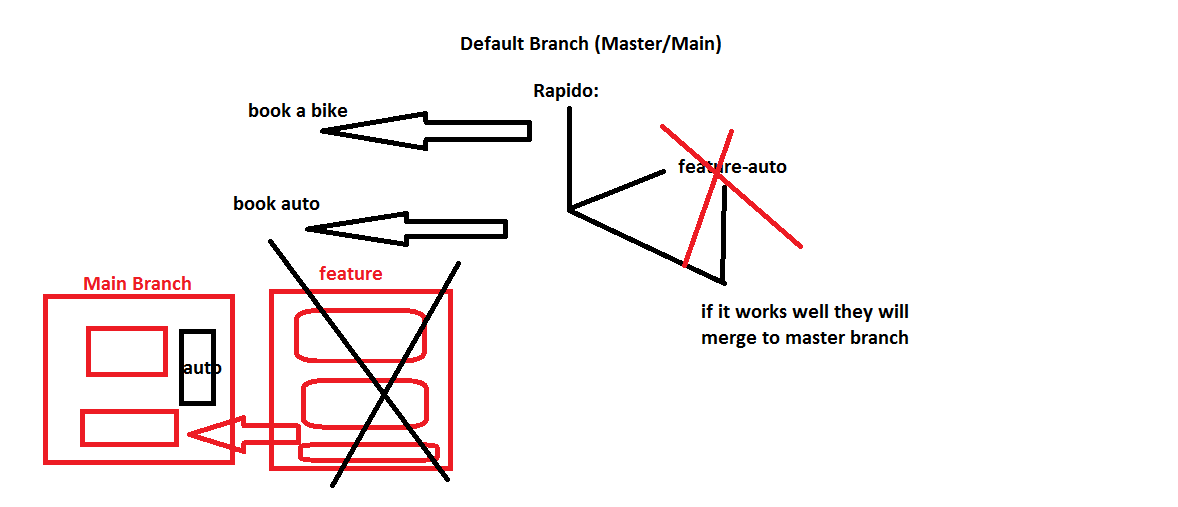 Default Branch (Master/Main)
Rapido:
book a bike
feature-auto
book auto
feature
Main Branch
if it works well they will
merge to master branch
auto